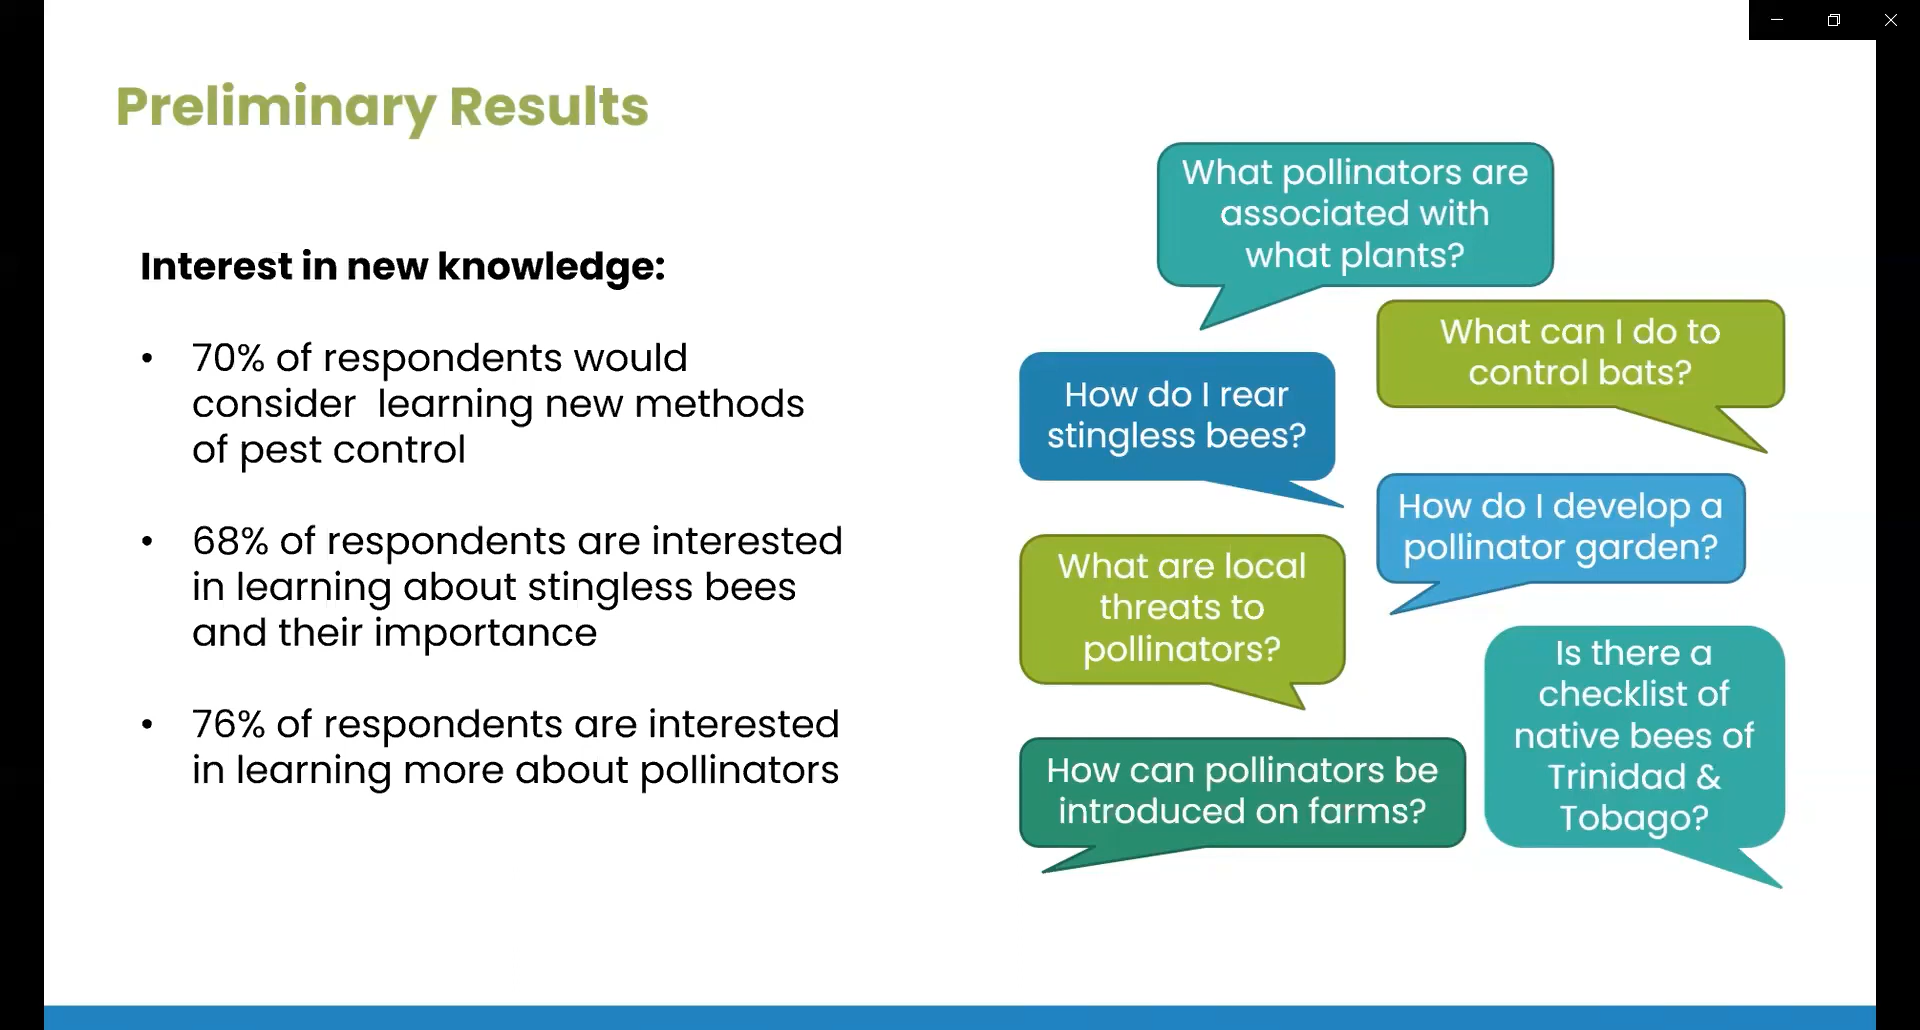 Preliminary Results
Interest in new knowledge:
• 70% of respondents would
consider  learning new methods
of pest control
• 68% of respondents are interested
in learning about stingless bees
and their importance
• 76% of respondents are interested
in learning more about pollinators
What pollinators are
associated with
what plants?
What can I do to
control bats?
How do I rear
stingless bees?
How do I develop a
pollinator garden?
What are local
threats to
pollinators?
Is there a
checklist of
native bees of
Trinidad &
Tobago?
How can pollinators be
introduced on farms?